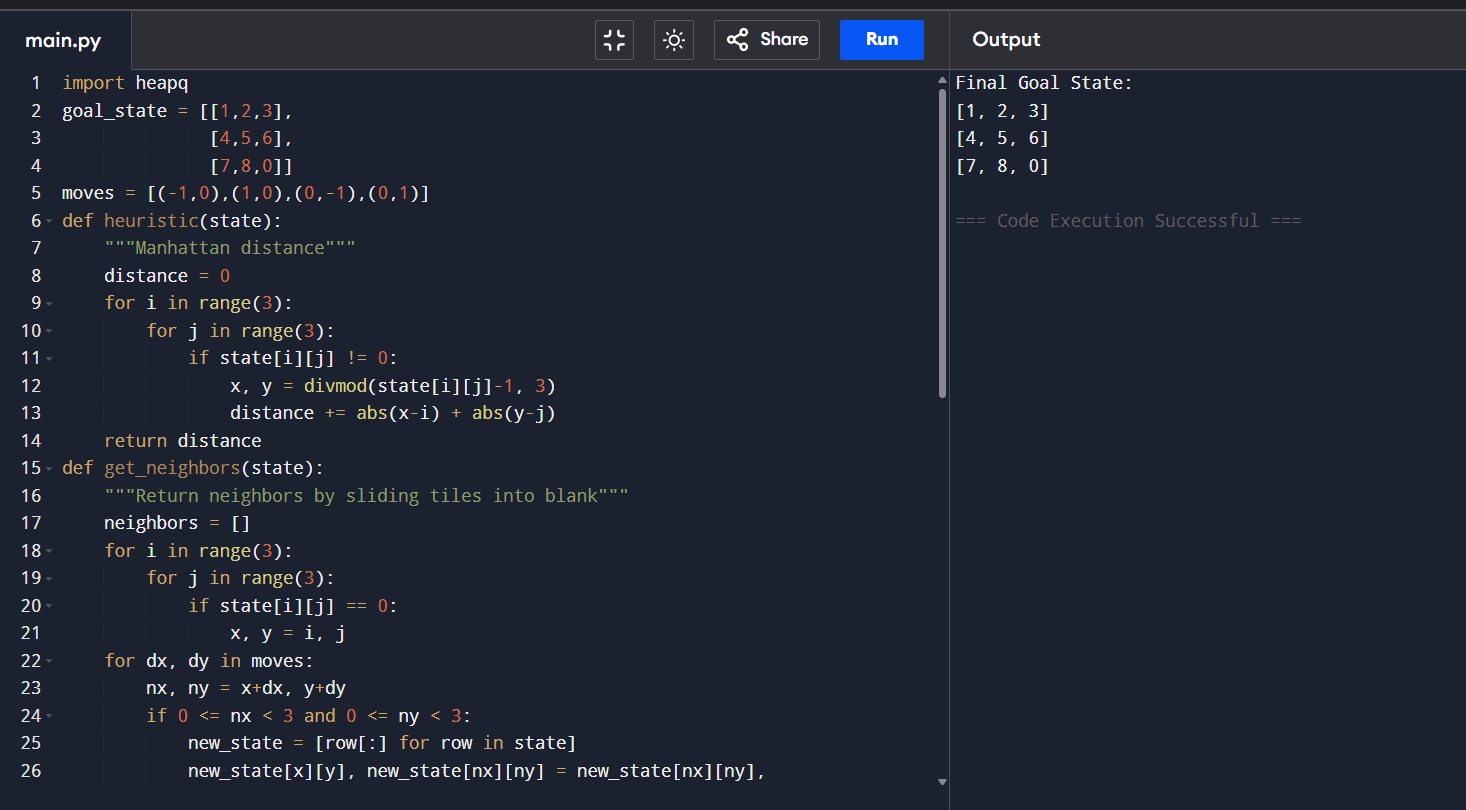 main.py
Share
Run
Output
1 import heapq
2 goal_state = [[1,2,3],
3               [4,5,6],
4               [7,8,0]]
5 moves = [(-1,0),(1,0),(0,-1),(0,1)]
6 def heuristic(state):
7     """Manhattan distance"""
8     distance = 0
9     for i in range(3):
10         for j in range(3):
11             if state[i][j] != 0:
12                 x, y = divmod(state[i][j]-1, 3)
13                 distance += abs(x-i) + abs(y-j)
14     return distance
15 def get_neighbors(state):
16     """Return neighbors by sliding tiles into blank"""
17     neighbors = []
18     for i in range(3):
19         for j in range(3):
20             if state[i][j] == 0:
21                 x, y = i, j
22     for dx, dy in moves:
23         nx, ny = x+dx, y+dy
24         if 0 <= nx < 3 and 0 <= ny < 3:
25             new_state = [row[:] for row in state]
26             new_state[x][y], new_state[nx][ny] = new_state[nx][ny],
Final Goal State:
[1, 2, 3]
[4, 5, 6]
[7, 8, 0]
=== Code Execution Successful ===